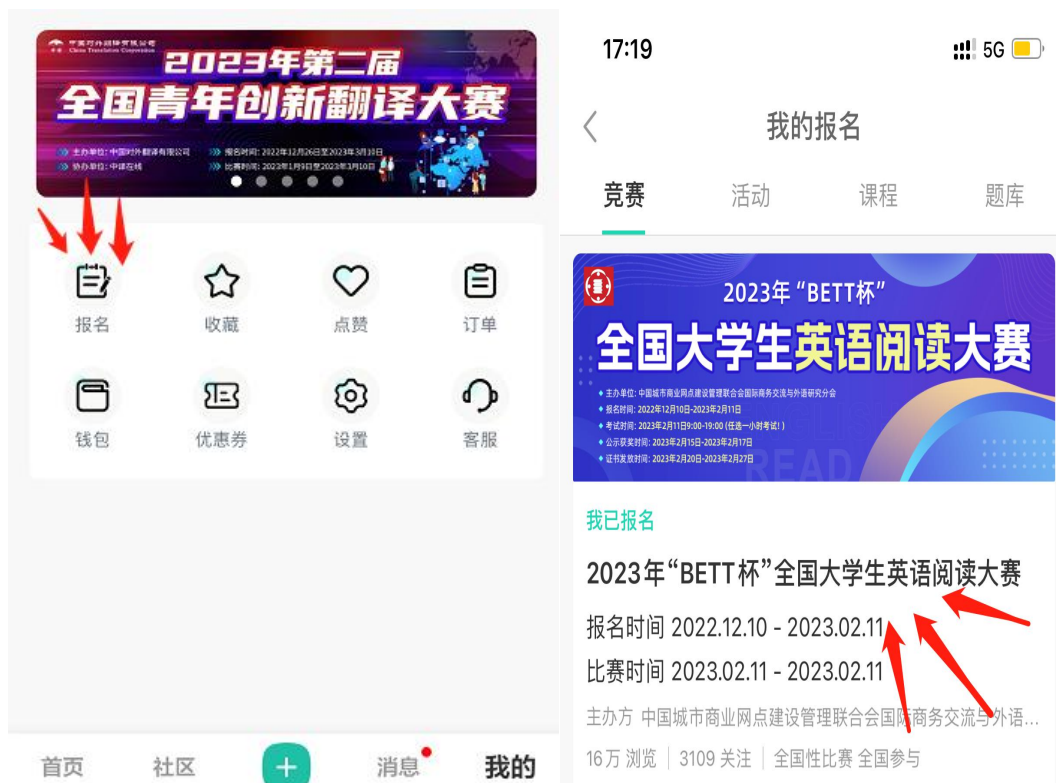 中国对外翻译有限公司
China Translation Corporation
2023年第二届
全国青年创新翻译大赛
主办单位:中国对外翻译有限公司
报名时间: 2022年12月26日至2023年3月10日
协办单位:中译在线
比赛时间: 2023年1月9日至2023年3月10日
报名
收藏
点赞
订单
钱包
优惠券
设置
客服
首页
社区
消息
我的
17:19
5G
我的报名
竞赛
活动
课程
题库
2023年“BETT杯”
全国大学生英语阅读大赛
主办单位: 中国城市商业网点建设管理联合会国际商务交流与外语研究分会
报名时间: 2022年12月10日-2023年2月11日
考试时间: 2023年2月11日9:00-19:00 (任选一小时考试! )
公示获奖时间: 2023年2月15日-2023年2月17日
证书发放时间: 2023年2月20日-2023年2月27日
READ
我已报名
2023年“BETT杯”全国大学生英语阅读大赛
报名时间 2022.12.10 - 2023.02.11
比赛时间 2023.02.11 - 2023.02.11
主办方 中国城市商业网点建设管理联合会国际商务交流与外语...
16万 浏览 | 3109 关注 | 全国性比赛 全国参与